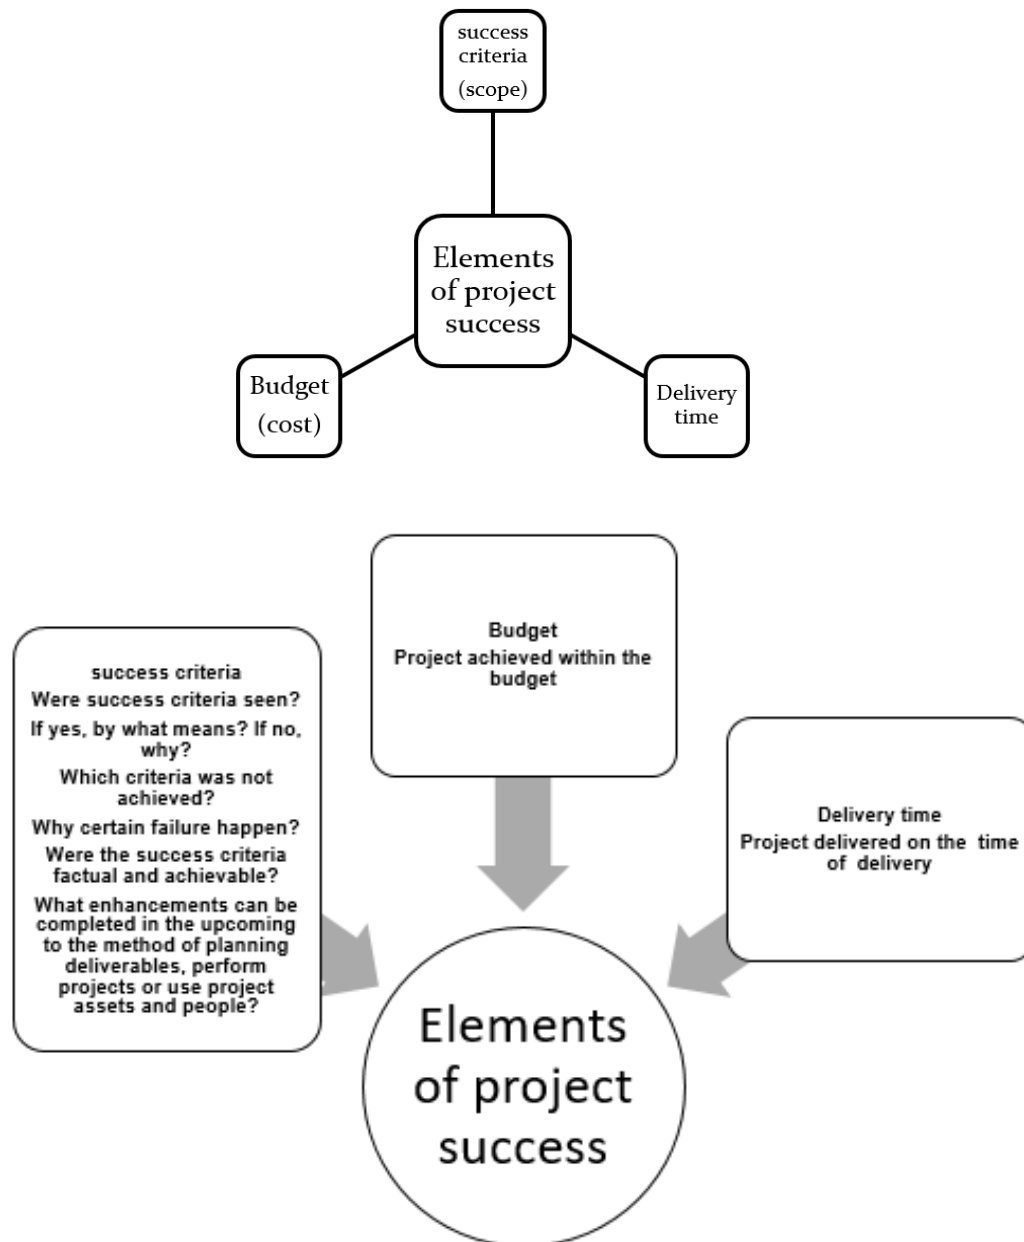 success
criteria
(scope)
Elements
of project
success
Budget
(cost)
Delivery
time
Budget
Project achieved within the
budget
success criteria
Were success criteria seen?
If yes, by what means? If no,
why?
Which criteria was not
achieved?
Why certain failure happen?
Were the success criteria
factual and achievable?
What enhancements can be
completed in the upcoming
to the method of planning
deliverables, perform
projects or use project
assets and people?
Delivery time
Project delivered on the time
of delivery
Elements
of project
success